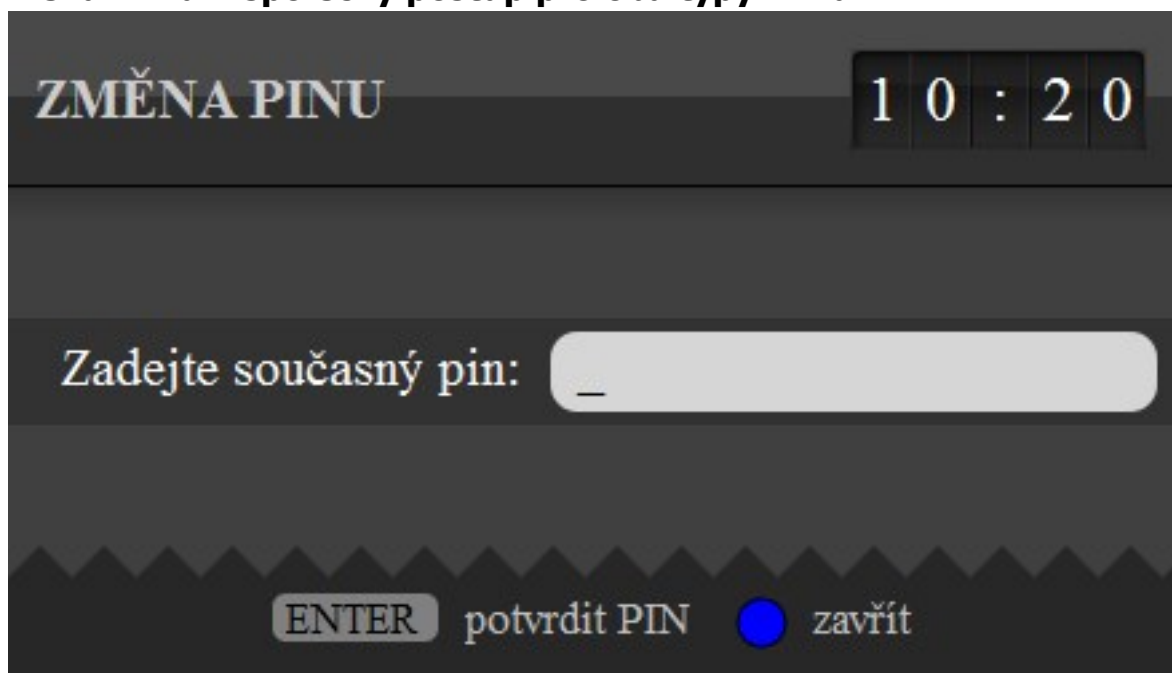 ZMĚNA PINU
10:20
Zadejte současný pin: _
ENTER potvrdit PIN zavřít